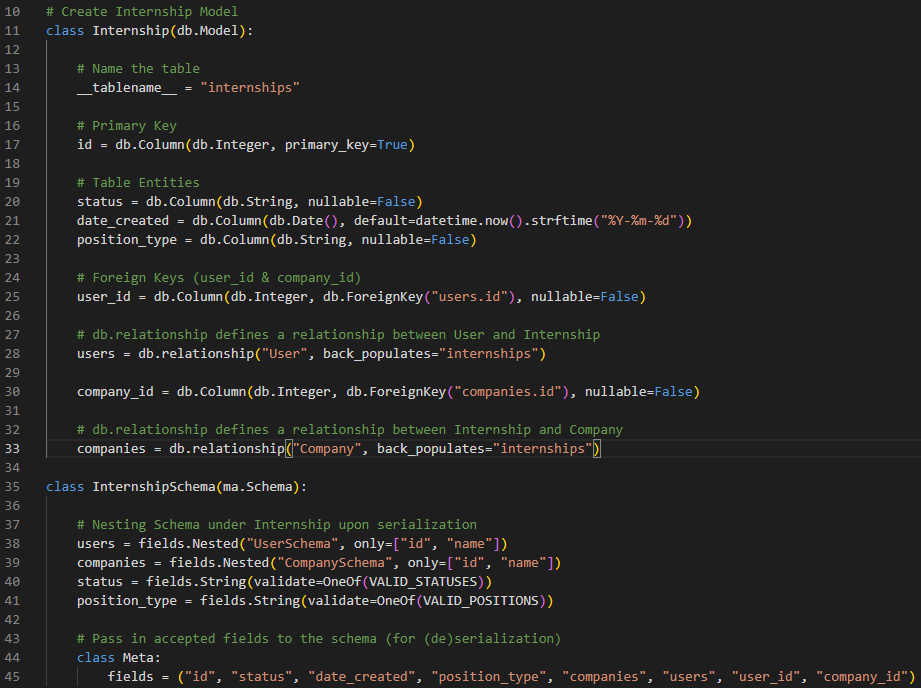 10 # Create Internship Model
11 class Internship(db.Model):
12
13     # Name the table
14     __tablename__ = "internships"
15
16     # Primary Key
17     id = db.Column(db.Integer, primary_key=True)
18
19     # Table Entities
20     status = db.Column(db.String, nullable=False)
21     date_created = db.Column(db.Date(), default=datetime.now().strftime("%Y-%m-%d"))
22     position_type = db.Column(db.String, nullable=False)
23
24     # Foreign Keys (user_id & company_id)
25     user_id = db.Column(db.Integer, db.ForeignKey("users.id"), nullable=False)
26
27     # db.relationship defines a relationship between User and Internship
28     users = db.relationship("User", back_populates="internships")
29
30     company_id = db.Column(db.Integer, db.ForeignKey("companies.id"), nullable=False)
31
32     # db.relationship defines a relationship between Internship and Company
33     companies = db.relationship("Company", back_populates="internships")
34
35 class InternshipSchema(ma.Schema):
36
37     # Nesting Schema under Internship upon serialization
38     users = fields.Nested("UserSchema", only=["id", "name"])
39     companies = fields.Nested("CompanySchema", only=["id", "name"])
40     status = fields.String(validate=OneOf(VALID_STATUSES))
41     position_type = fields.String(validate=OneOf(VALID_POSITIONS))
42
43     # Pass in accepted fields to the schema (for (de)serialization)
44     class Meta:
45         fields = ("id", "status", "date_created", "position_type", "companies", "users", "user_id", "company_id")